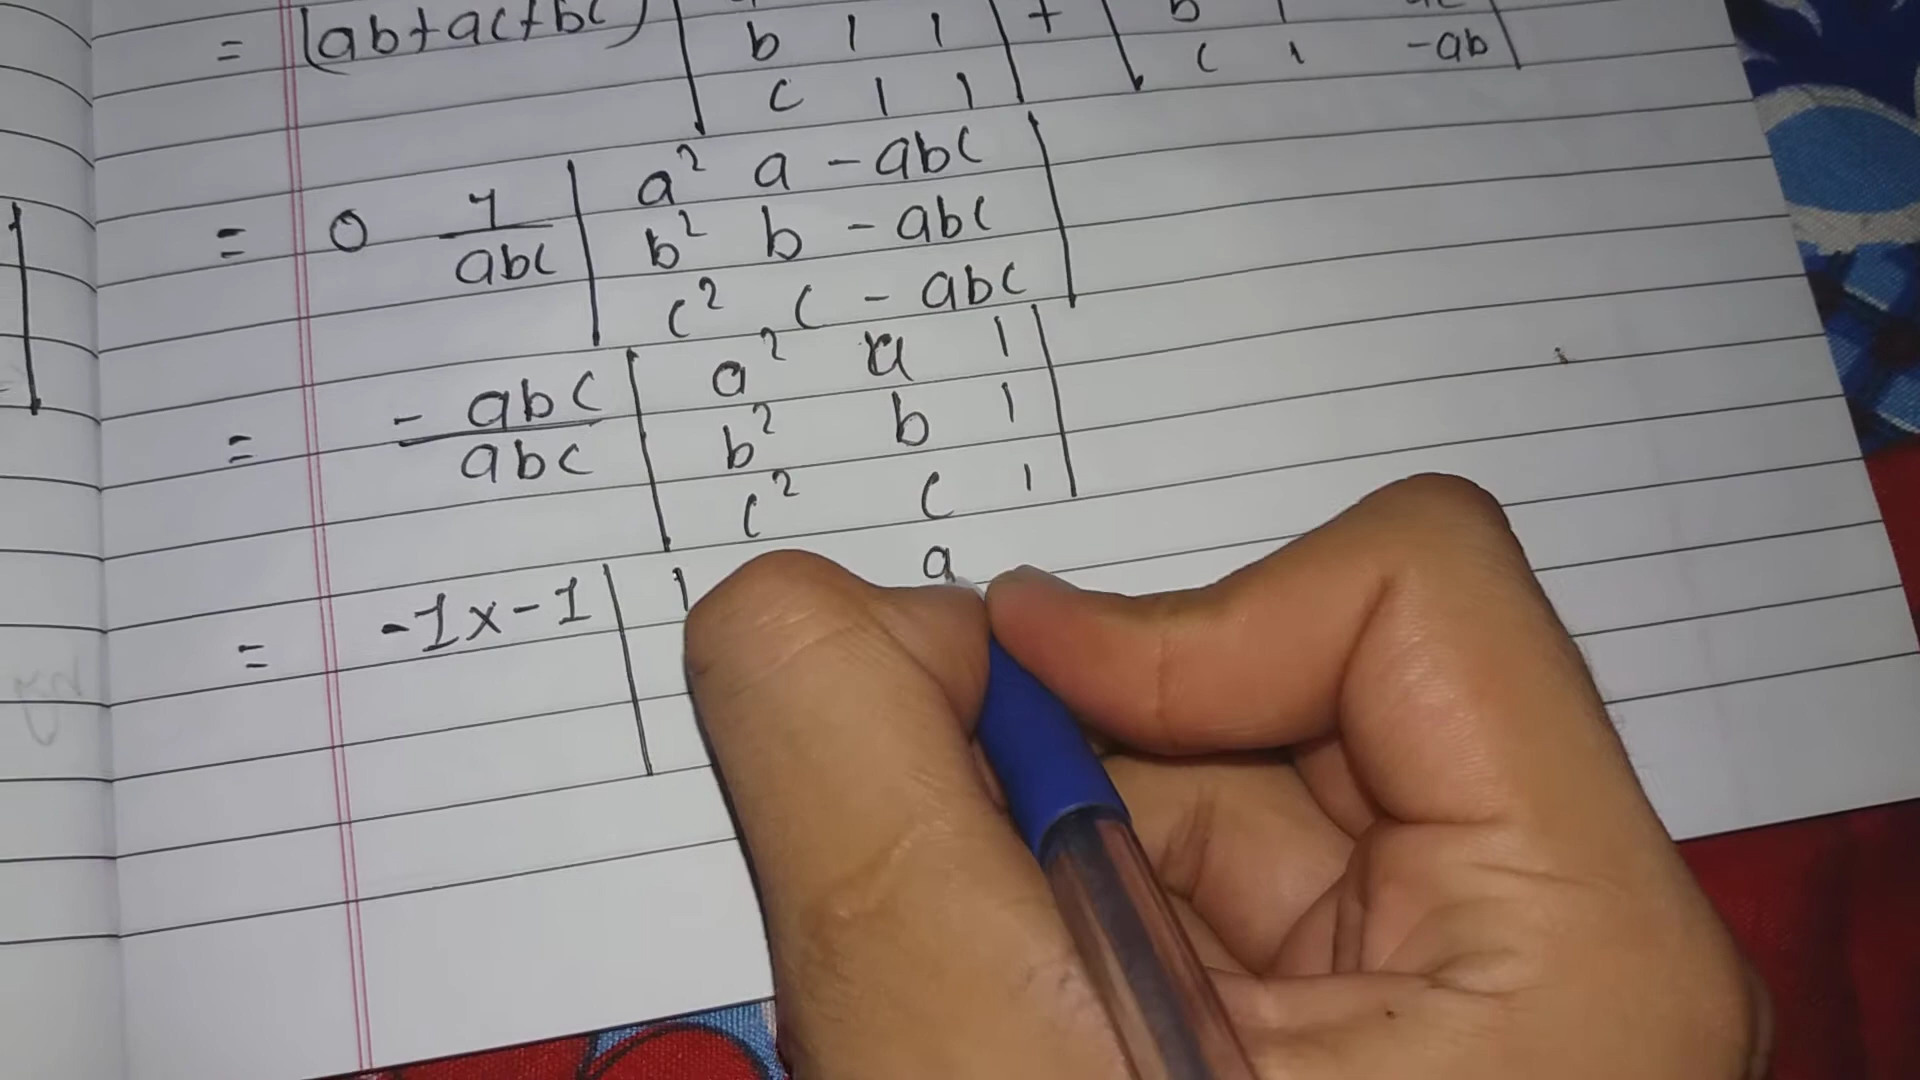 = (ab+ac+bc) | b 1 1 | + | b 1
c 1 1 | c 1 -ab |
= 0 1/abc | a² a - abc |
| b² b - abc |
| c² c - abc |
= - abc/abc | a² a 1 |
| b² b 1 |
| c² c 1 |
= -1x-1 | 1 a